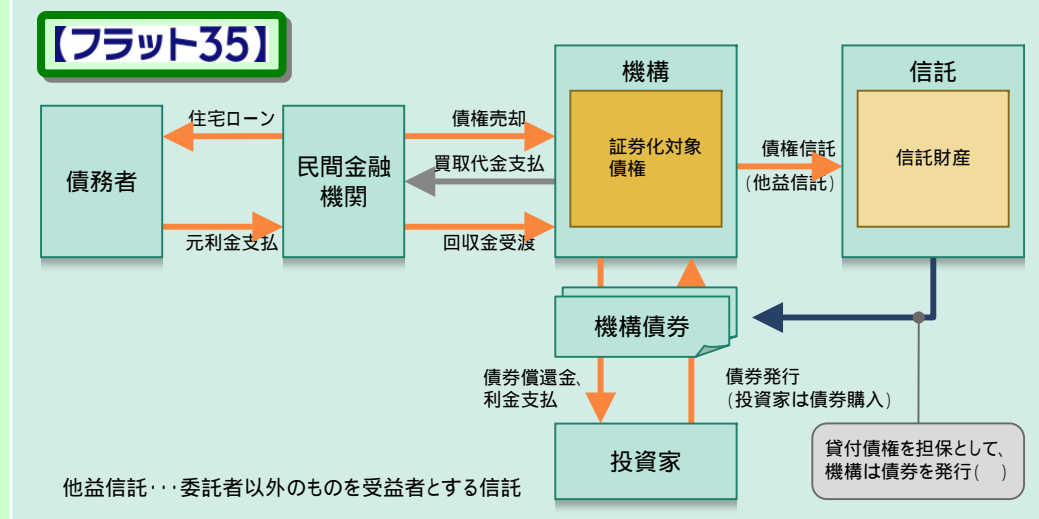 【フラット35】
機構
信託
住宅ローン
債権売却
証券化対象
債権
債権信託
(他益信託)
信託財産
債務者
民間金融
機関
買取代金支払
元利金支払
回収金受渡
機構債券
債券償還金、
利金支払
債券発行
(投資家は債券購入)
投資家
貸付債権を担保として、
機構は債券を発行(　)
他益信託･･･委託者以外のものを受益者とする信託